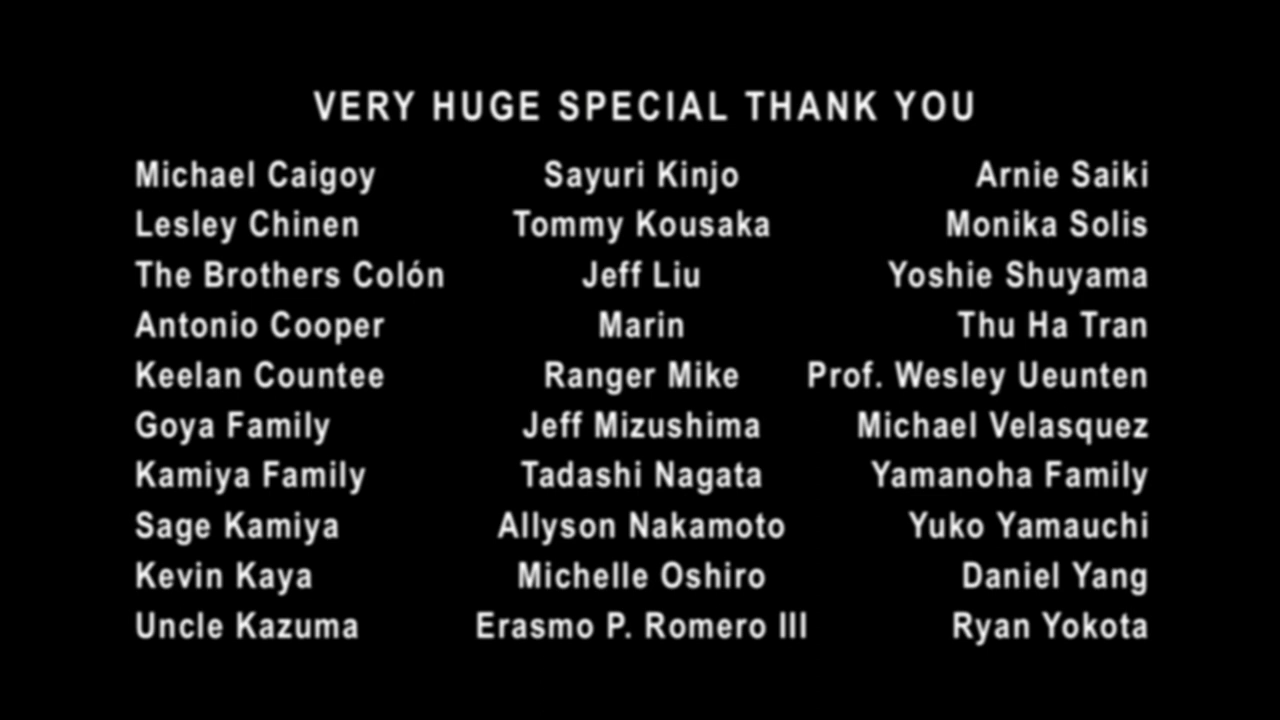 VERY HUGE SPECIAL THANK YOU
Michael Caigoy
Lesley Chinen
The Brothers Colón
Antonio Cooper
Keelan Countee
Goya Family
Kamiya Family
Sage Kamiya
Kevin Kaya
Uncle Kazuma
Sayuri Kinjo
Tommy Kousaka
Jeff Liu
Marin
Ranger Mike
Jeff Mizushima
Tadashi Nagata
Allyson Nakamoto
Michelle Oshiro
Erasmo P. Romero III
Arnie Saiki
Monika Solis
Yoshie Shuyama
Thu Ha Tran
Prof. Wesley Ueunten
Michael Velasquez
Yamanoha Family
Yuko Yamauchi
Daniel Yang
Ryan Yokota